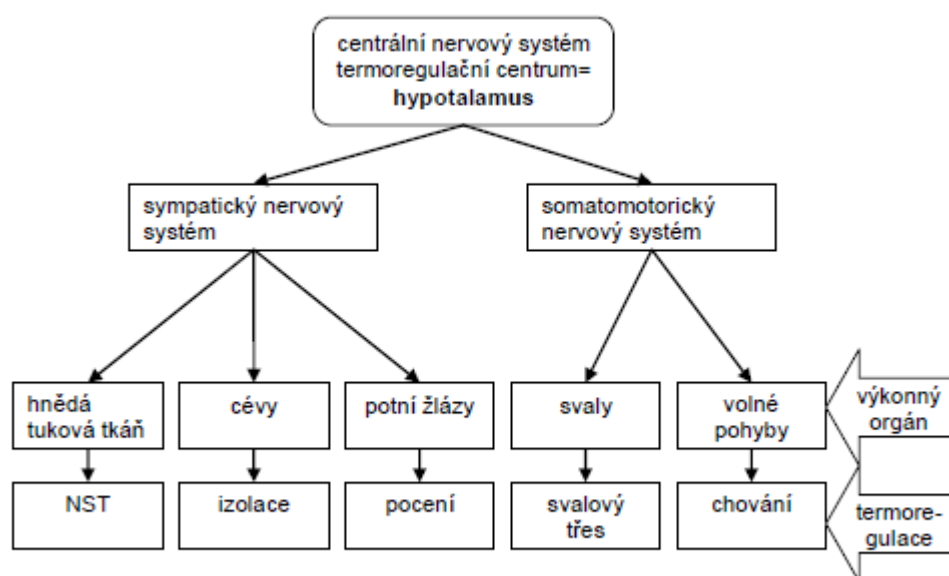 centrální nervový systém
termoregulační centrum=
hypotalamus
sympatický nervový
systém
somatomotorický
nervový systém
hnědá
tuková tkáň
cévy
potní žlázy
svaly
volné
pohyby
výkonný
orgán
NST
izolace
pocení
svalový
třes
chování
termore-
gulace